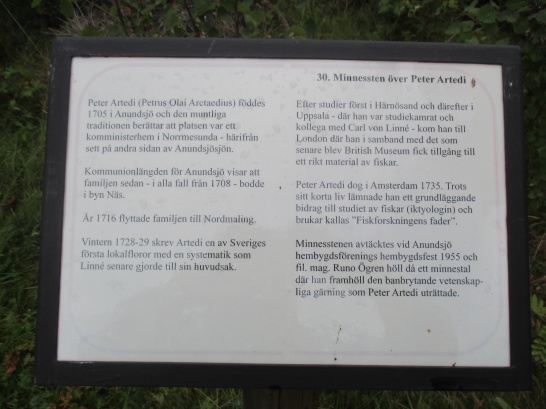 30. Minnessten över Peter Artedi
Peter Artedi (Petrus Olai Arctaedius) föddes
1705 i Anundsjö och den muntliga
traditionen berättar att platsen var ett
komministerhem i Norrmesunda - härifrån
sett på andra sidan av Anundsjösjön.
Kommunionlängden för Anundsjö visar att
familjen sedan - i alla fall från 1708 - bodde
i byn Näs.
År 1716 flyttade familjen till Nordmaling.
Vintern 1728-29 skrev Artedi en av Sveriges
första lokalfloror med en systematik som
Linné senare gjorde till sin huvudsak.
Efter studier först i Härnösand och därefter i
Uppsala - där han var studiekamrat och
kollega med Carl von Linné - kom han till
London där han i samband med det som
senare blev British Museum fick tillgång till
ett rikt material av fiskar.
Peter Artedi dog i Amsterdam 1735. Trots
sitt korta liv lämnade han ett grundläggande
bidrag till studiet av fiskar (iktyologin) och
brukar kallas "Fiskforskningens fader".
Minnesstenen avtäcktes vid Anundsjö
hembygdsförenings hembygdsfest 1955 och
fil. mag. Runo Ögren höll då ett minnestal
där han framhöll den banbrytande vetenskap-
liga gärning som Peter Artedi uträttade.